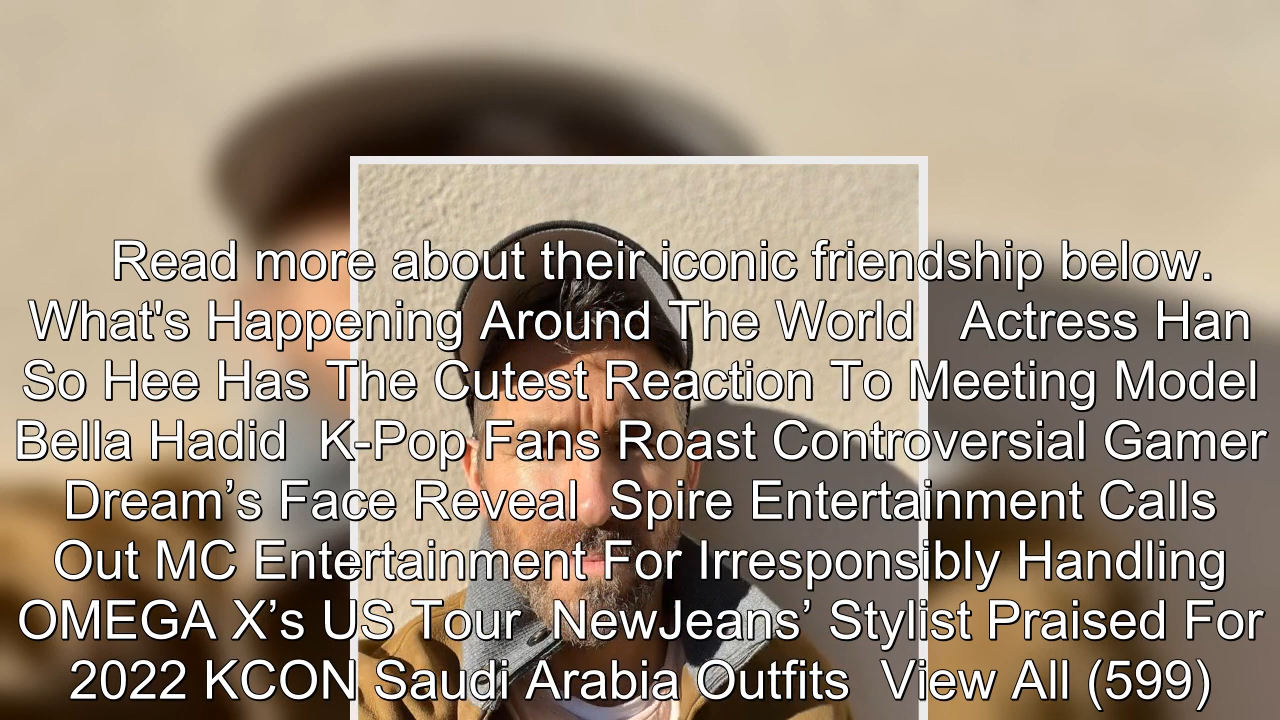 Read more about their iconic friendship below.
What's Happening Around The World   Actress Han
So Hee Has The Cutest Reaction To Meeting Model
Bella Hadid  K-Pop Fans Roast Controversial Gamer
Dream’s Face Reveal  Spire Entertainment Calls
Out MC Entertainment For Irresponsibly Handling
OMEGA X’s US Tour  NewJeans’ Stylist Praised For
2022 KCON Saudi Arabia Outfits  View All (599)